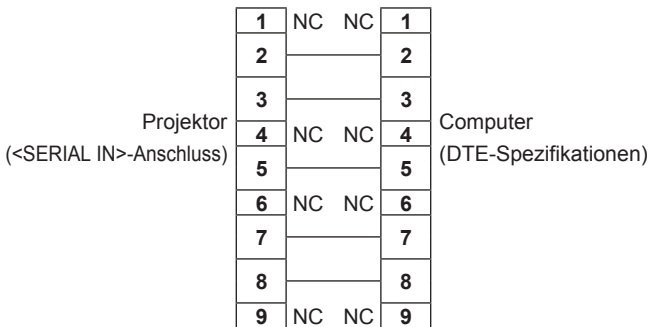 1 NC NC 1
2 2
3 3
Projektor
(<SERIAL IN>-Anschluss)
4 NC NC 4
Computer
(DTE-Spezifikationen)
5 5
6 NC NC 6
7 7
8 8
9 NC NC 9